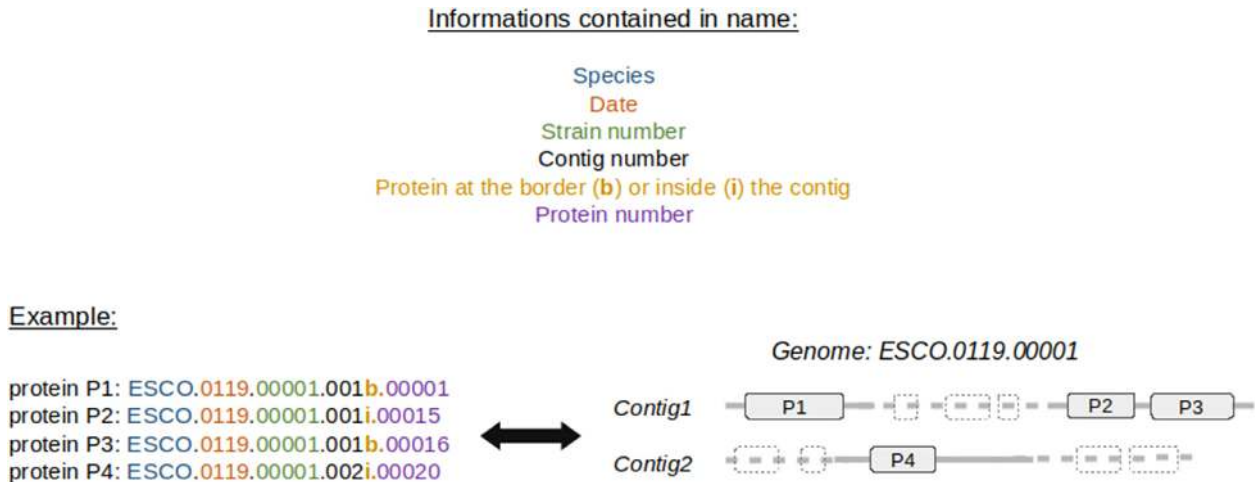 Informations contained in name:
Species
Date
Strain number
Contig number
Protein at the border (b) or inside (i) the contig
Protein number
Example:
Genome: ESCO.0119.00001
protein P1: ESCO.0119.00001.001b.00001
protein P2: ESCO.0119.00001.001i.00015
protein P3: ESCO.0119.00001.001b.00016
protein P4: ESCO.0119.00001.002i.00020
Contig1 P1 P2 P3
Contig2 P4